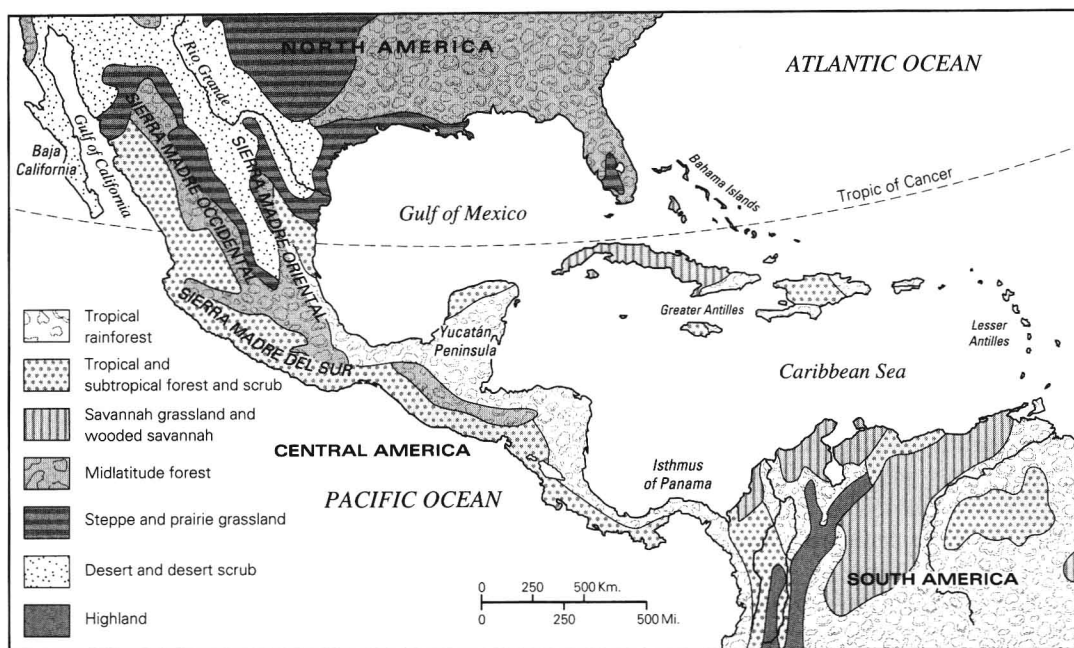 NORTH AMERICA
ATLANTIC OCEAN
Rio Grande
Gulf of California
Baja
California
SIERRA MADRE OCCIDENTAL
SIERRA MADRE ORIENTAL
Gulf of Mexico
Bahama Islands
Tropic of Cancer
SIERRA MADRE DEL SUR
Yucatán
Peninsula
Greater Antilles
Lesser
Antilles
Caribbean Sea
CENTRAL AMERICA
PACIFIC OCEAN
Isthmus
of Panama
SOUTH AMERICA
Tropical
rainforest
Tropical and
subtropical forest and scrub
Savannah grassland and
wooded savannah
Midlatitude forest
Steppe and prairie grassland
Desert and desert scrub
Highland
0 250 500 Km.
0 250 500 Mi.